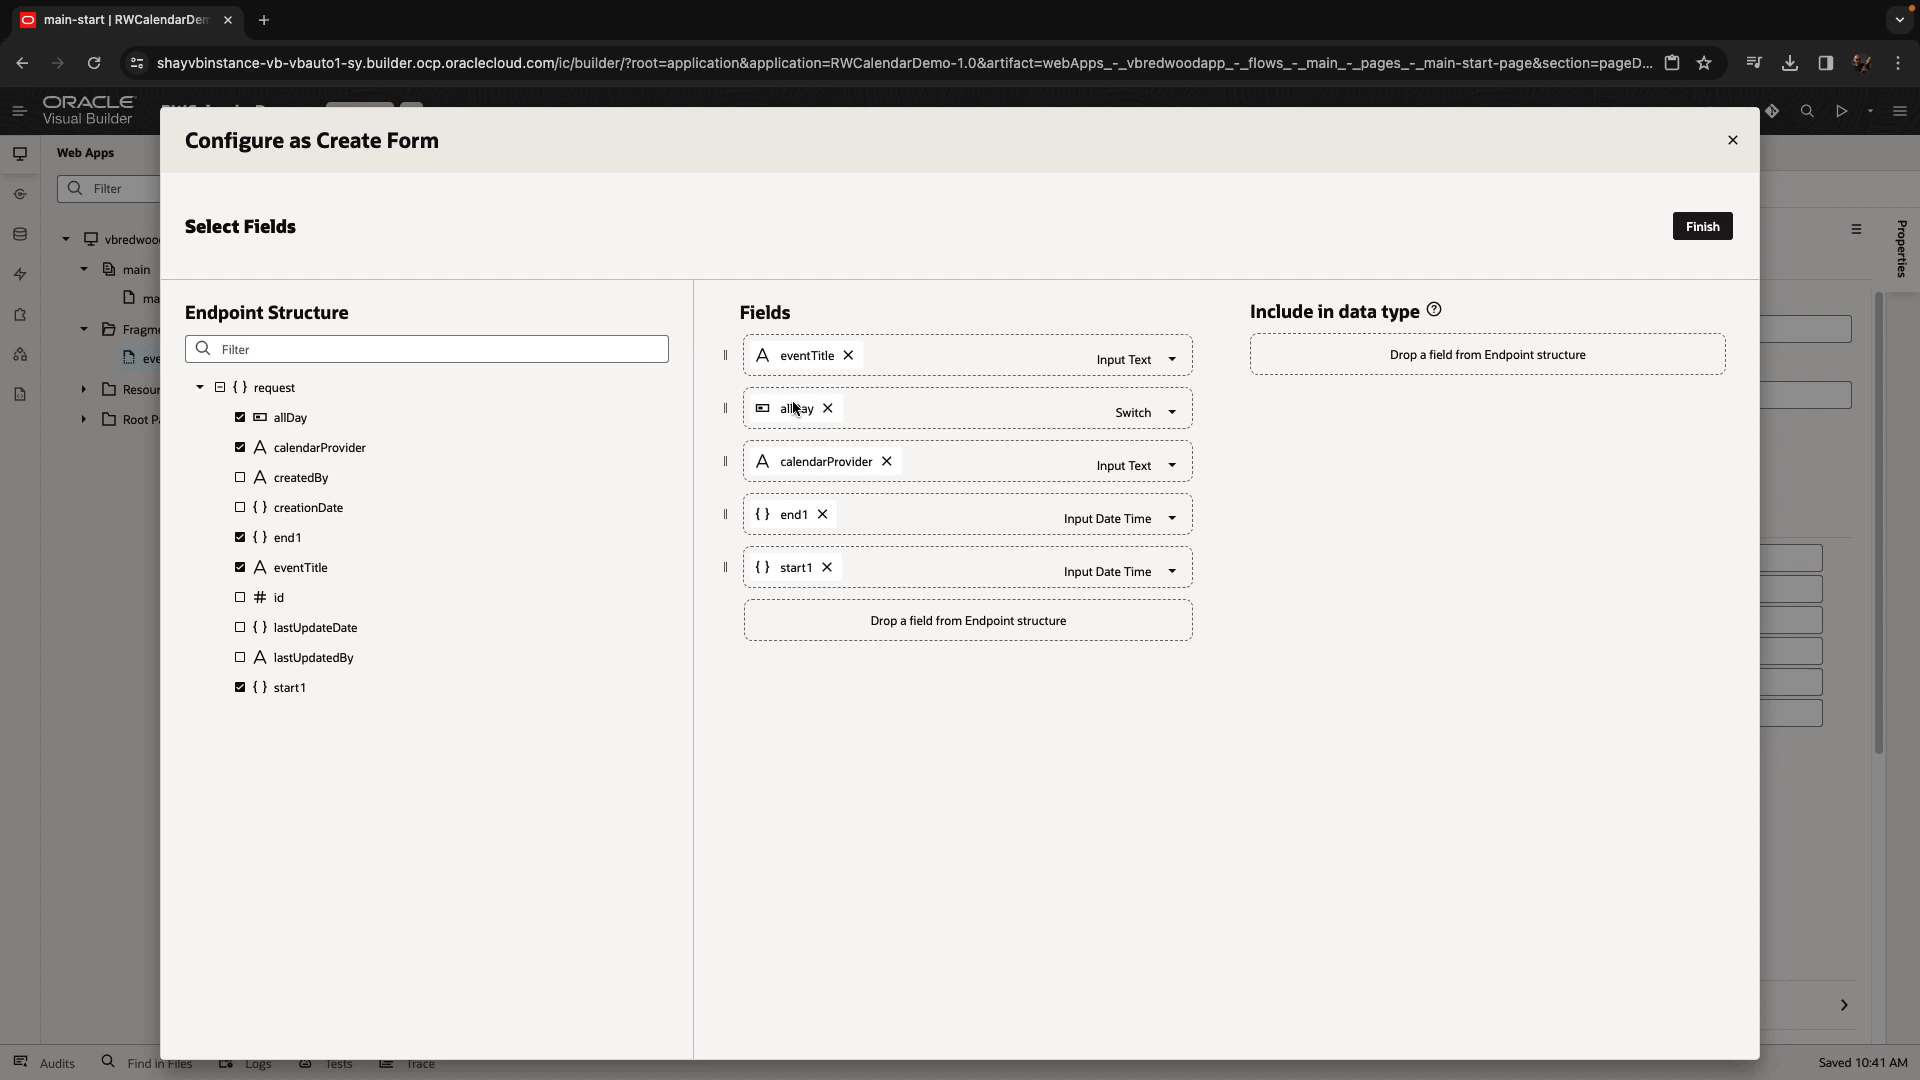 main-start | RWCalendarDem
shayvbinstance-vb-vbauto1-sy.builder.ocp.oraclecloud.com/ic/builder/?root=application&application=RWCalendarDemo-1.0&artifact=webApps_-_vbredwoodapp_-_flows_-_main_-_pages_-_main-start-page&section=pageD...
ORACLE
Visual Builder
Web Apps
Filter
vbredwoo
main
ma
Fragme
eve
Resour
Root P
Configure as Create Form
Select Fields
Finish
Endpoint Structure
Filter
{ } request
allDay
A calendarProvider
A createdBy
{ } creationDate
{ } end1
A eventTitle
# id
{ } lastUpdateDate
A lastUpdatedBy
{ } start1
Fields
A eventTitle Input Text
Switch
A calendarProvider Input Text
{ } end1 Input Date Time
{ } start1 Input Date Time
Drop a field from Endpoint structure
Include in data type
Drop a field from Endpoint structure
Properties
Audits Find in Files Logs Tests Trace
Saved 10:41 AM